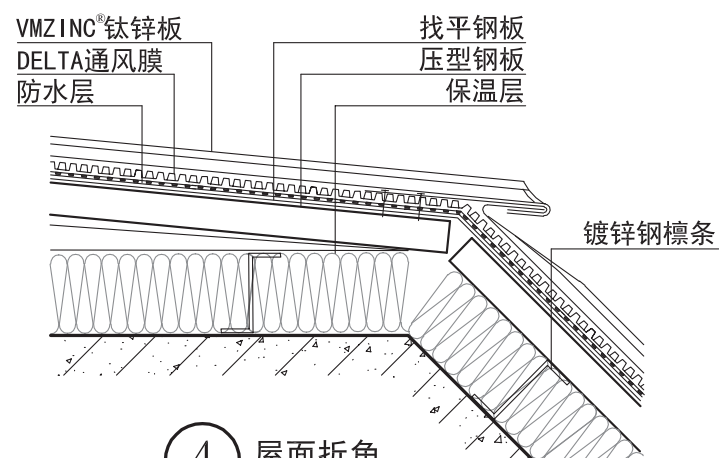 VMZINC®钛锌板
DELTA通风膜
防水层
找平钢板
压型钢板
保温层
镀锌钢檩条
4 屋面折角